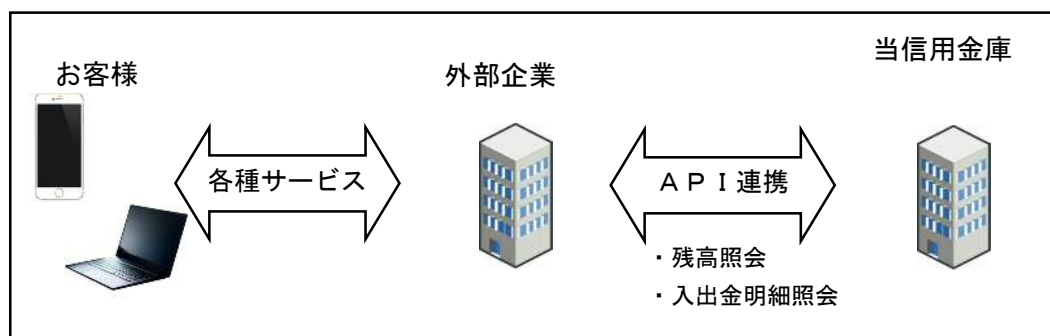 お客様
外部企業
当信用金庫
各種サービス
ＡＰＩ連携
・残高照会
・入出金明細照会